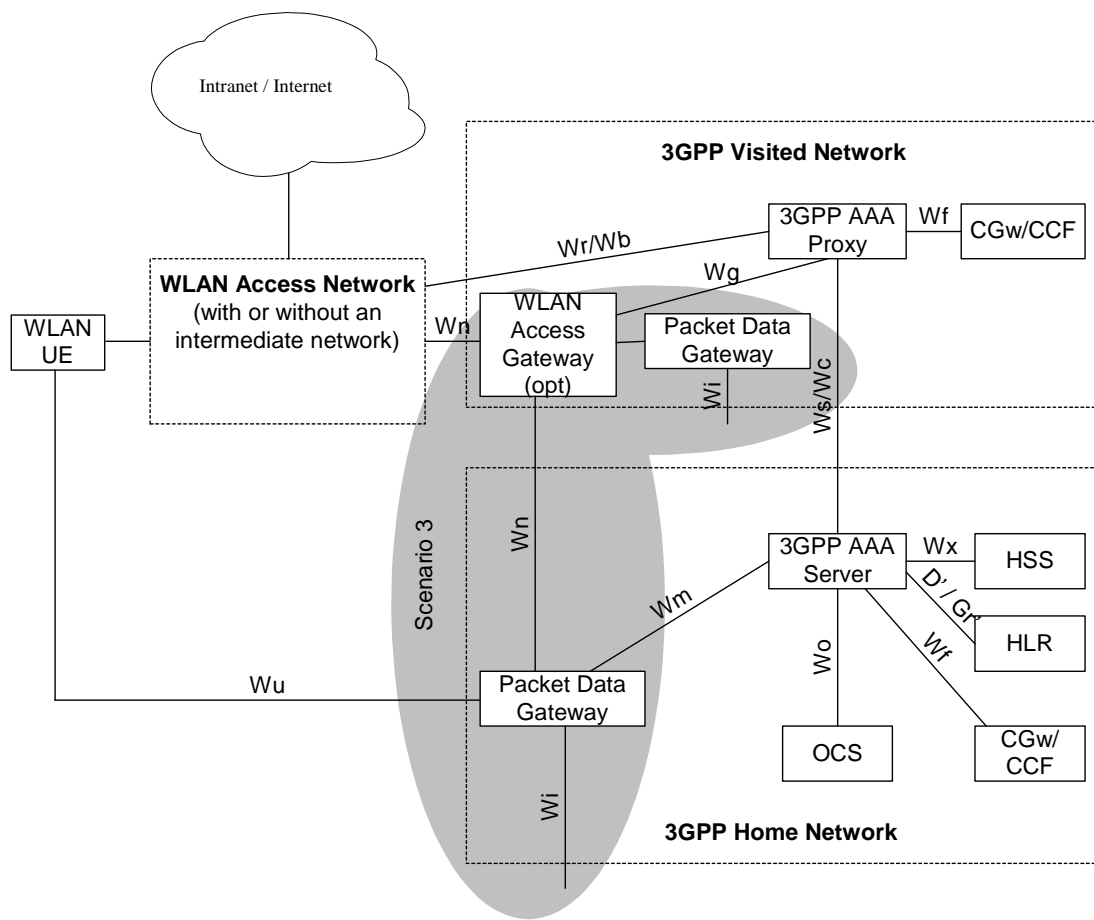 Intranet / Internet
3GPP Visited Network
3GPP AAA
Proxy
Wf
CGw/CCF
Wr/Wb
Wg
WLAN Access Network
(with or without an
intermediate network)
WLAN
UE
Wn
WLAN
Access
Gateway
(opt)
Packet Data
Gateway
Wi
Ws/Wc
Scenario 3
Wn
3GPP AAA
Server
Wx
HSS
D' / Gr'
HLR
Wm
Wo
Wf
Wu
Packet Data
Gateway
OCS
CGw/
CCF
Wi
3GPP Home Network